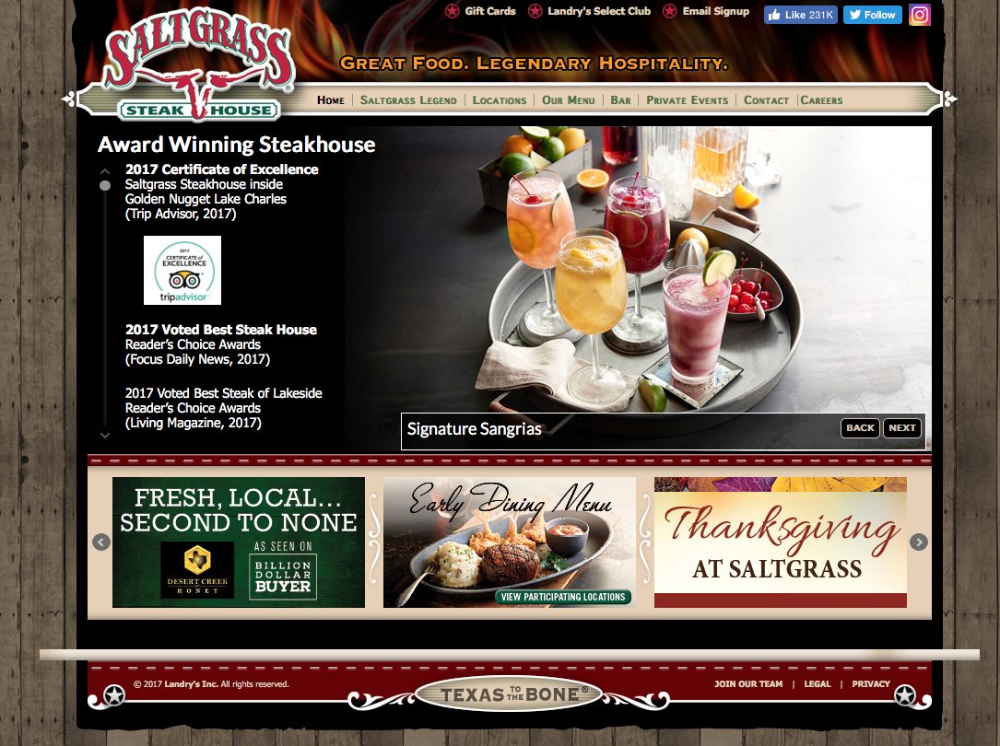 Gift Cards
Landry's Select Club
Email Signup
Like 231K
Follow
SALTGRASS
®
STEAK HOUSE
GREAT FOOD. LEGENDARY HOSPITALITY.
HOME | SALTGRASS LEGEND | LOCATIONS | OUR MENU | BAR | PRIVATE EVENTS | CONTACT | CAREERS
Award Winning Steakhouse
2017 Certificate of Excellence
Saltgrass Steakhouse inside
Golden Nugget Lake Charles
(Trip Advisor, 2017)
2017
CERTIFICATE of
EXCELLENCE
tripadvisor
2017 Voted Best Steak House
Reader's Choice Awards
(Focus Daily News, 2017)
2017 Voted Best Steak of Lakeside
Reader's Choice Awards
(Living Magazine, 2017)
Signature Sangrias
BACK
NEXT
FRESH, LOCAL...
SECOND TO NONE
DESERT CREEK
HONEY
AS SEEN ON
BILLION
DOLLAR
BUYER
Early Dining Menu
VIEW PARTICIPATING LOCATIONS
Thanksgiving
AT SALTGRASS
© 2017 Landry's Inc. All rights reserved.
TEXAS TO THE BONE®
JOIN OUR TEAM | LEGAL | PRIVACY